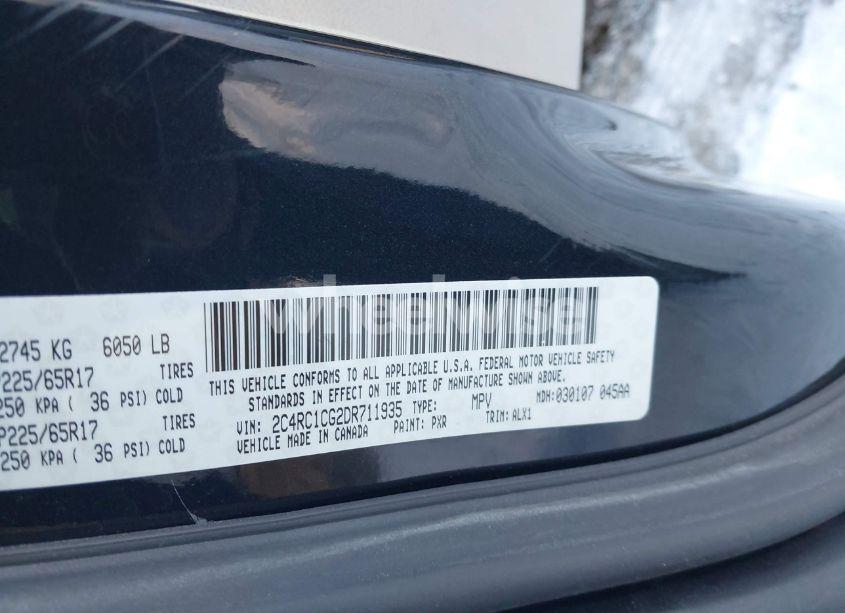 2745 KG 6050 LB
P225/65R17 TIRES
250 KPA ( 36 PSI) COLD
P225/65R17 TIRES
250 KPA ( 36 PSI) COLD
wheelwise
THIS VEHICLE CONFORMS TO ALL APPLICABLE U.S.A. FEDERAL MOTOR VEHICLE SAFETY
STANDARDS IN EFFECT ON THE DATE OF MANUFACTURE SHOWN ABOVE.
VIN: 2C4RC1CG2DR711935 TYPE: MPV MDH:030107 045AA
VEHICLE MADE IN CANADA PAINT: PXR TRIM: ALX1